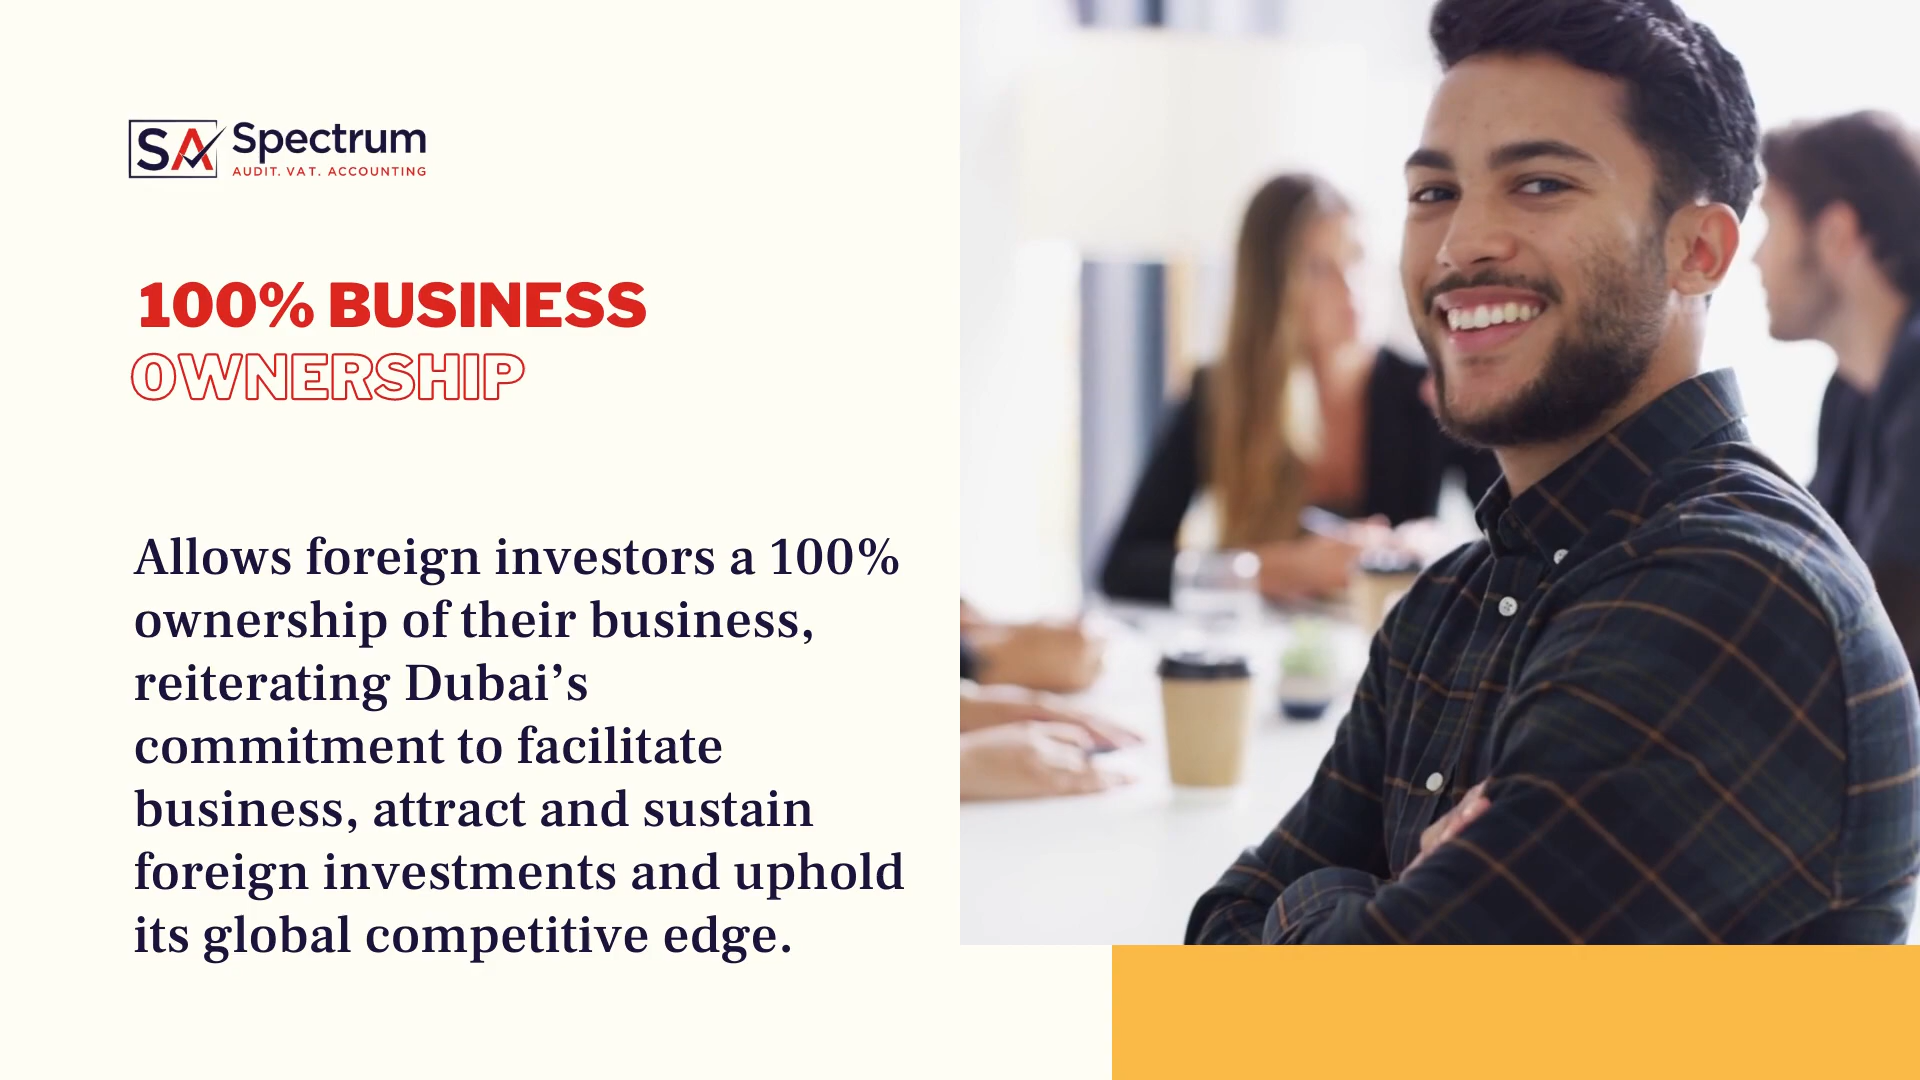 SA Spectrum
AUDIT. VAT. ACCOUNTING
100% BUSINESS
OWNERSHIP
Allows foreign investors a 100%
ownership of their business,
reiterating Dubai’s
commitment to facilitate
business, attract and sustain
foreign investments and uphold
its global competitive edge.